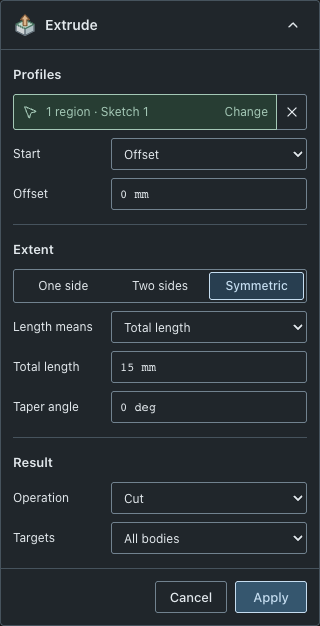 Extrude
Profiles
1 region · Sketch 1 Change
Start Offset
Offset 0 mm
Extent
One side Two sides Symmetric
Length means Total length
Total length 15 mm
Taper angle 0 deg
Result
Operation Cut
Targets All bodies
Cancel Apply